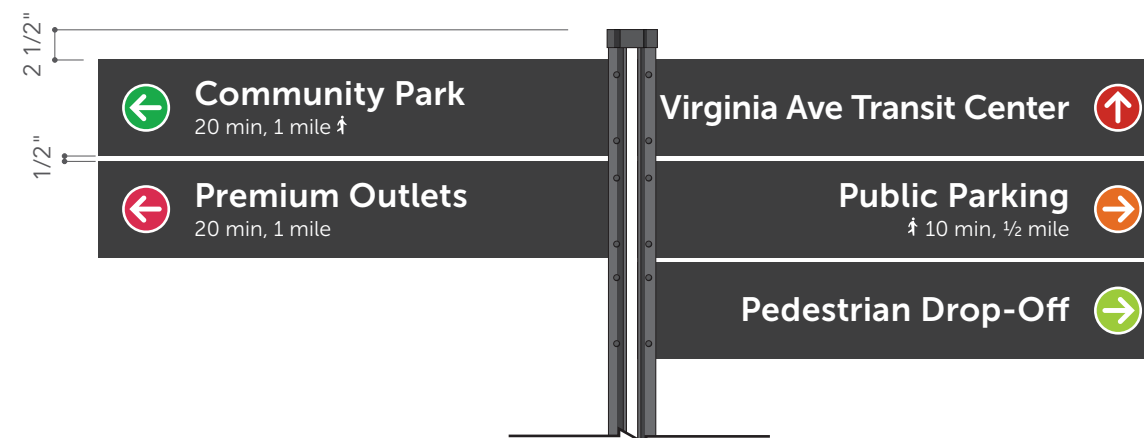 2 1/2"
Community Park
20 min, 1 mile
1/2"
Premium Outlets
20 min, 1 mile
Virginia Ave Transit Center
Public Parking
10 min, ½ mile
Pedestrian Drop-Off